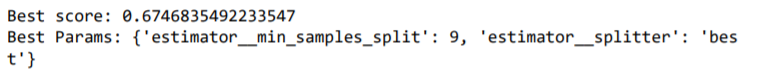 Best score: 0.6746835492233547
Best Params: {'estimator__min_samples_split': 9, 'estimator__splitter': 'bes
t'}